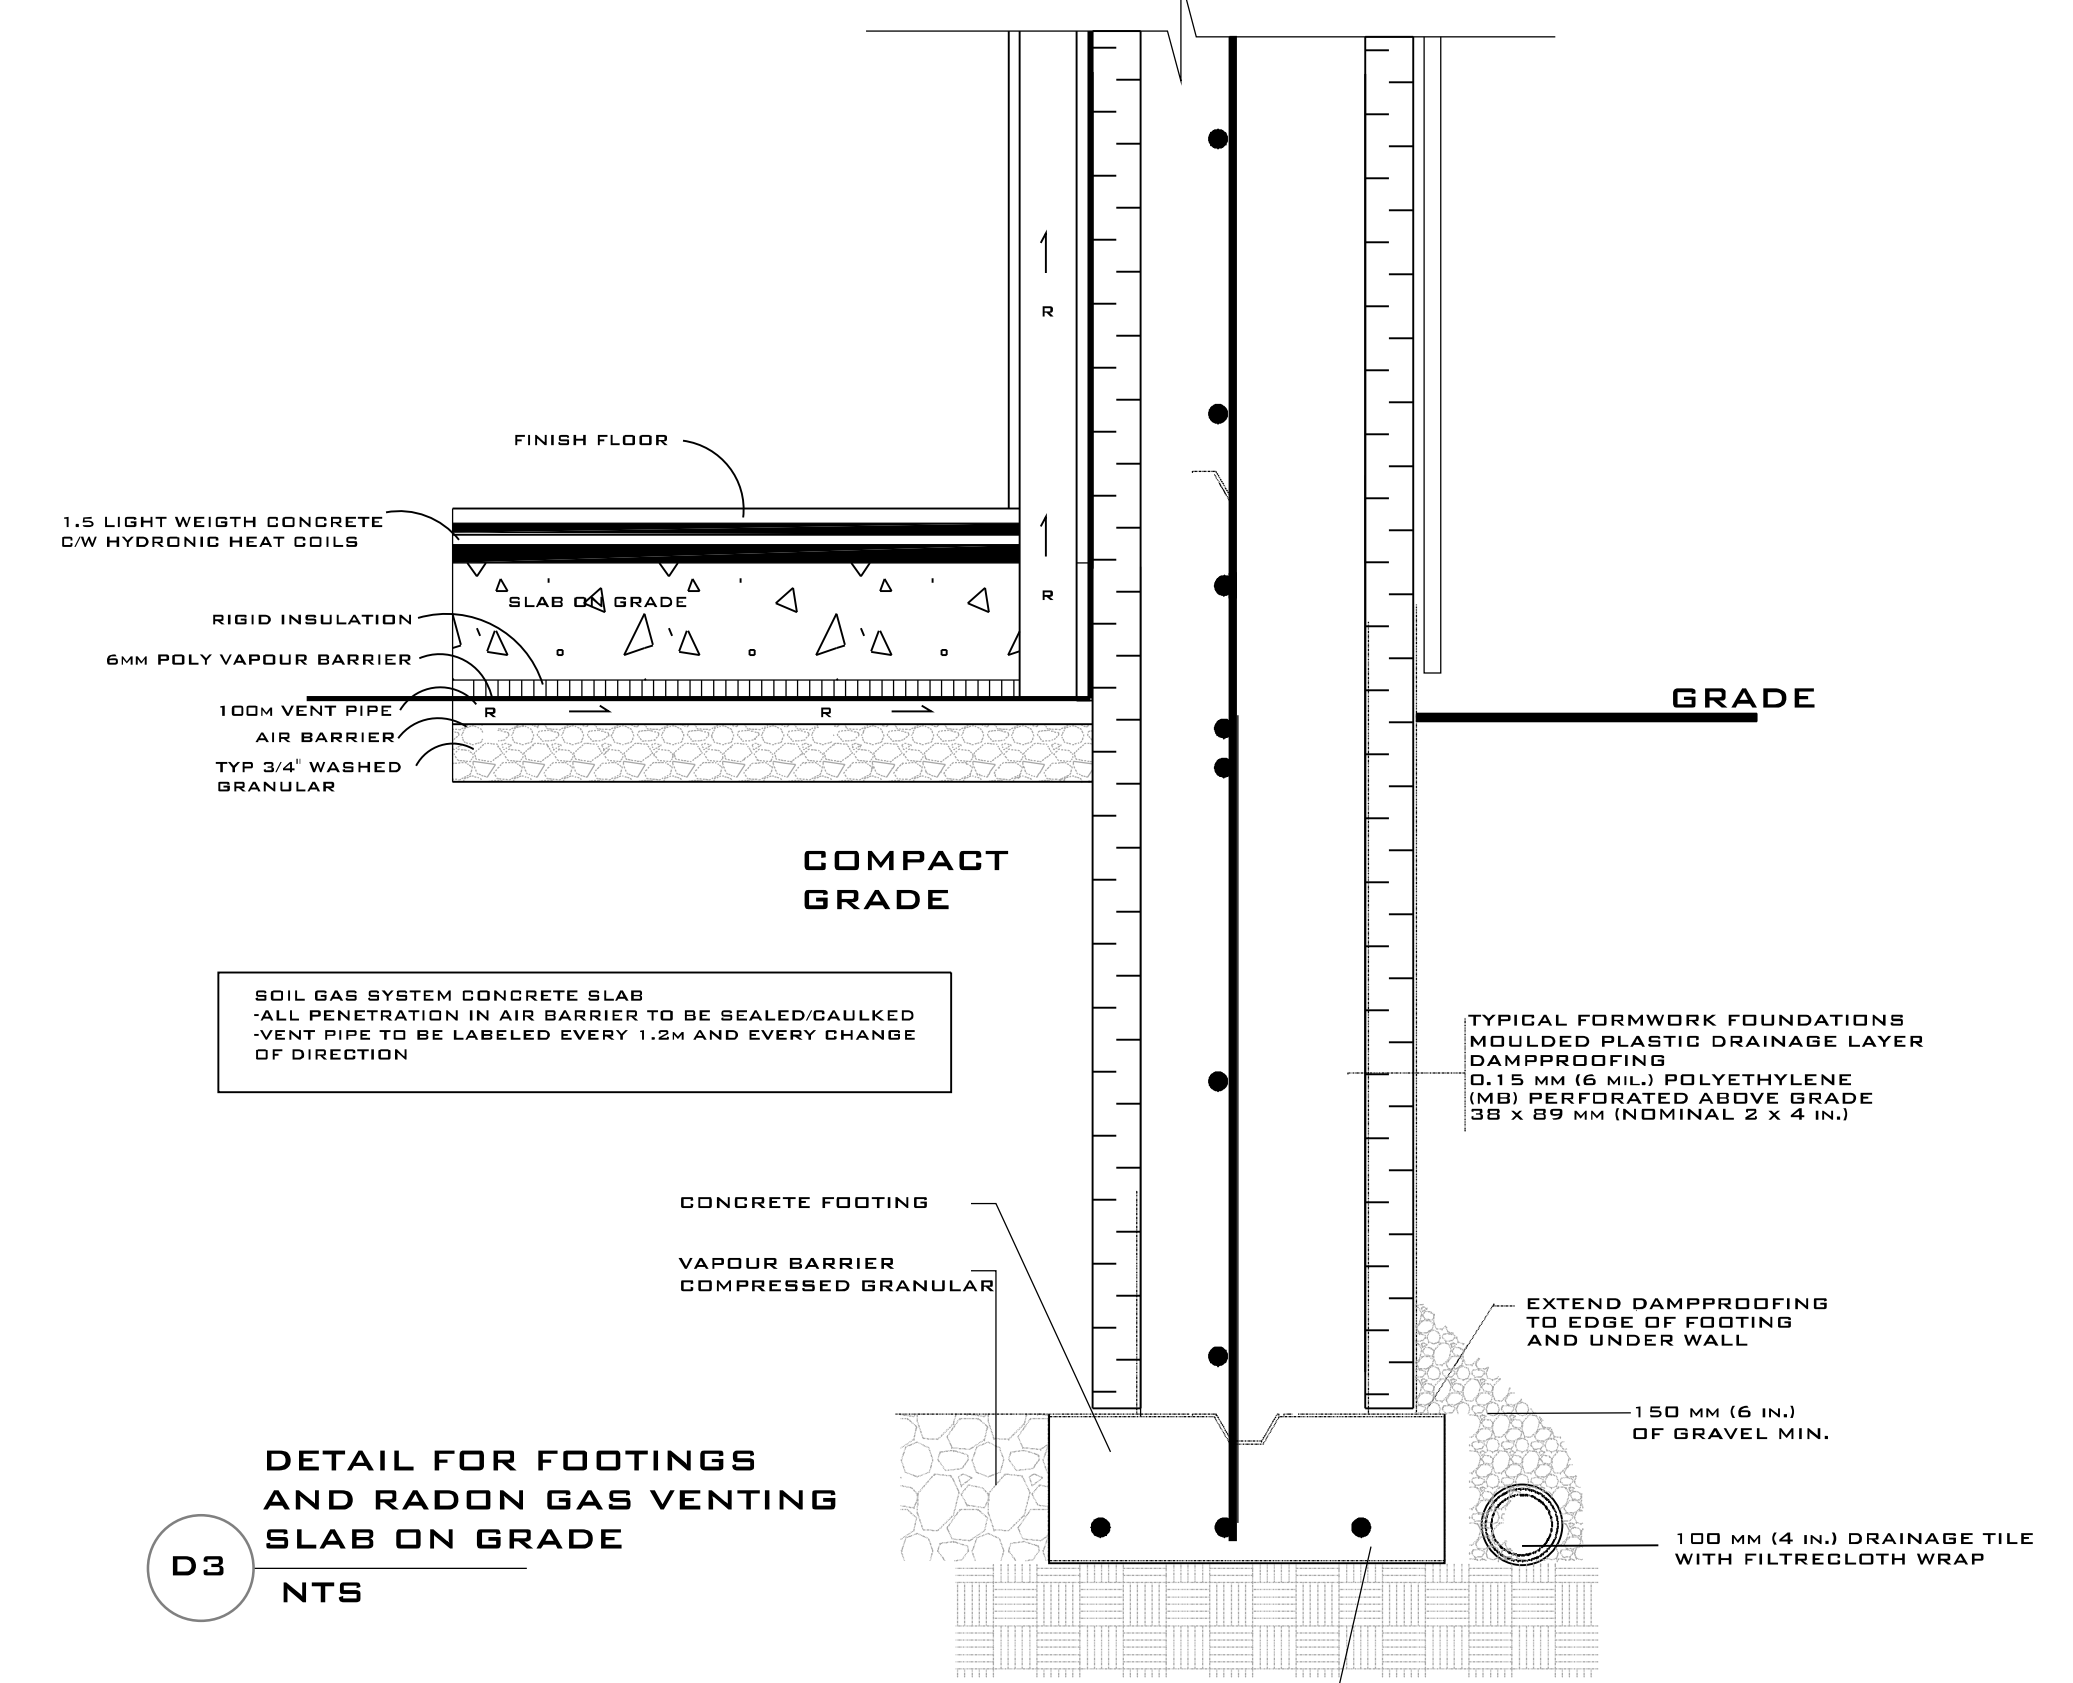 R
FINISH FLOOR
1.5 LIGHT WEIGTH CONCRETE
C/W HYDRONIC HEAT COILS
R
SLAB ON GRADE
RIGID INSULATION
6MM POLY VAPOUR BARRIER
100M VENT PIPE
R
R
AIR BARRIER
TYP 3/4" WASHED
GRANULAR
GRADE
COMPACT
GRADE
SOIL GAS SYSTEM CONCRETE SLAB
-ALL PENETRATION IN AIR BARRIER TO BE SEALED/CAULKED
-VENT PIPE TO BE LABELED EVERY 1.2M AND EVERY CHANGE
OF DIRECTION
TYPICAL FORMWORK FOUNDATIONS
MOULDED PLASTIC DRAINAGE LAYER
DAMPPROOFING
0.15 MM (6 MIL.) POLYETHYLENE
(MB) PERFORATED ABOVE GRADE
38 X 89 MM (NOMINAL 2 X 4 IN.)
CONCRETE FOOTING
VAPOUR BARRIER
COMPRESSED GRANULAR
EXTEND DAMPPROOFING
TO EDGE OF FOOTING
AND UNDER WALL
150 MM (6 IN.)
OF GRAVEL MIN.
100 MM (4 IN.) DRAINAGE TILE
WITH FILTRECLOTH WRAP
DETAIL FOR FOOTINGS
AND RADON GAS VENTING
SLAB ON GRADE
D3
NTS